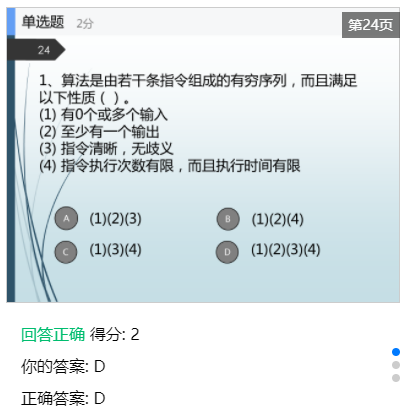 单选题 2分
第24页
24
1、算法是由若干条指令组成的有穷序列，而且满足
以下性质（ ）。
(1) 有0个或多个输入
(2) 至少有一个输出
(3) 指令清晰，无歧义
(4) 指令执行次数有限，而且执行时间有限
A (1)(2)(3)
B (1)(2)(4)
C (1)(3)(4)
D (1)(2)(3)(4)
回答正确 得分: 2
你的答案: D
正确答案: D